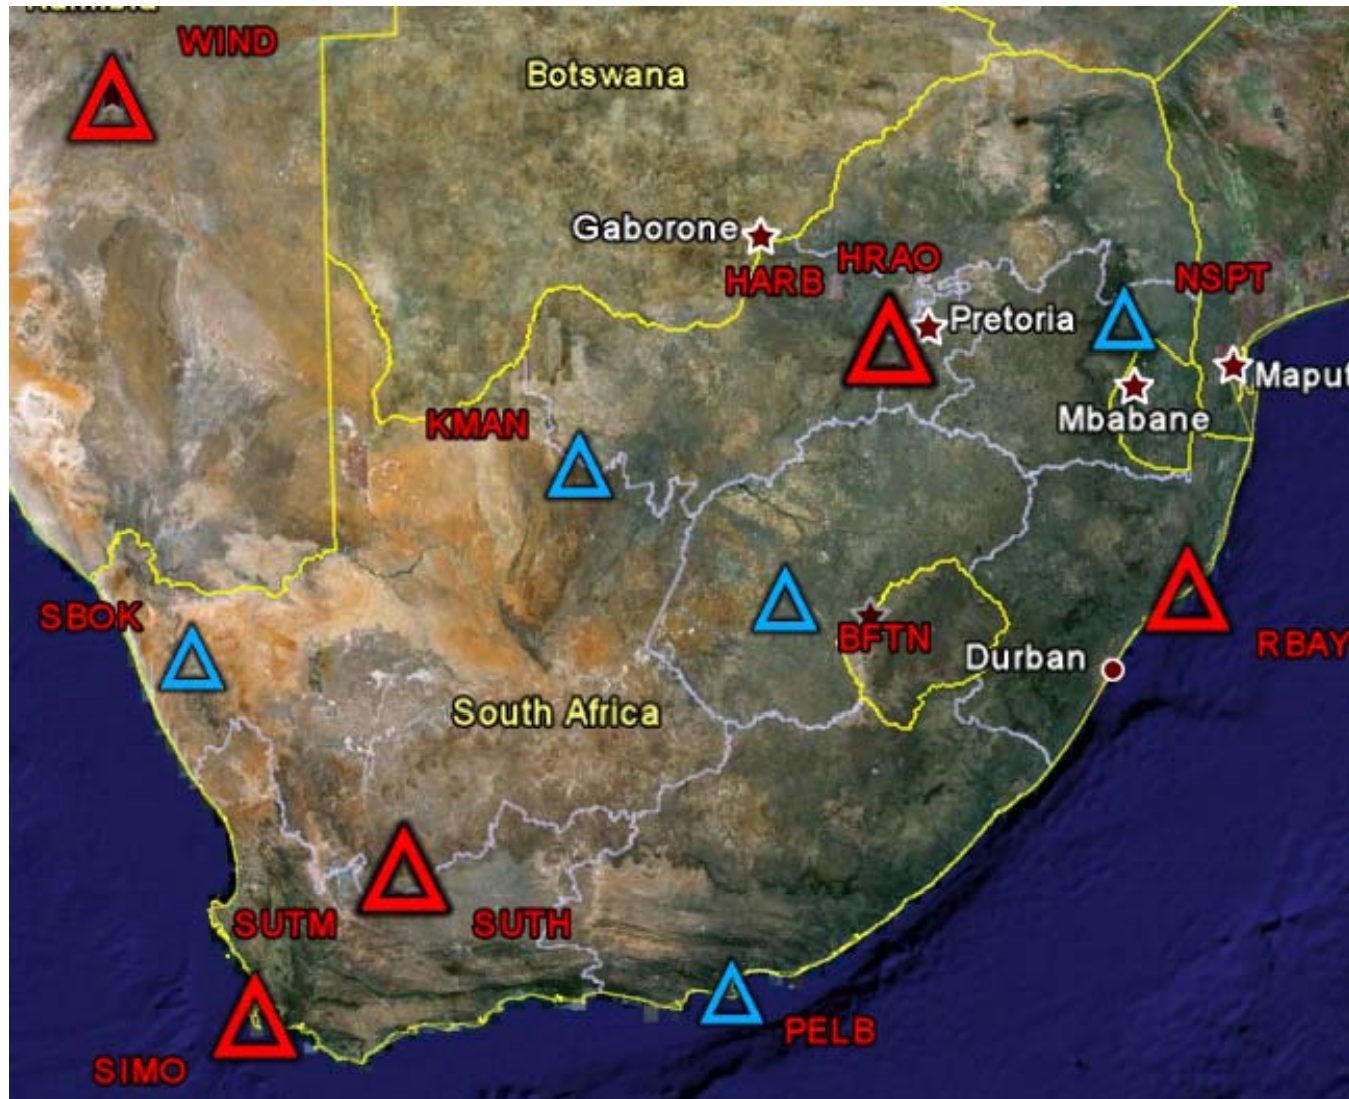 Namibia
WIND
Botswana
Gaborone
HRAO
HARB
NSPT
Pretoria
Maput
Mbabane
KMAN
SBOK
BFTN
Durban
RBAY
South Africa
SUTM
SUTH
PELB
SIMO